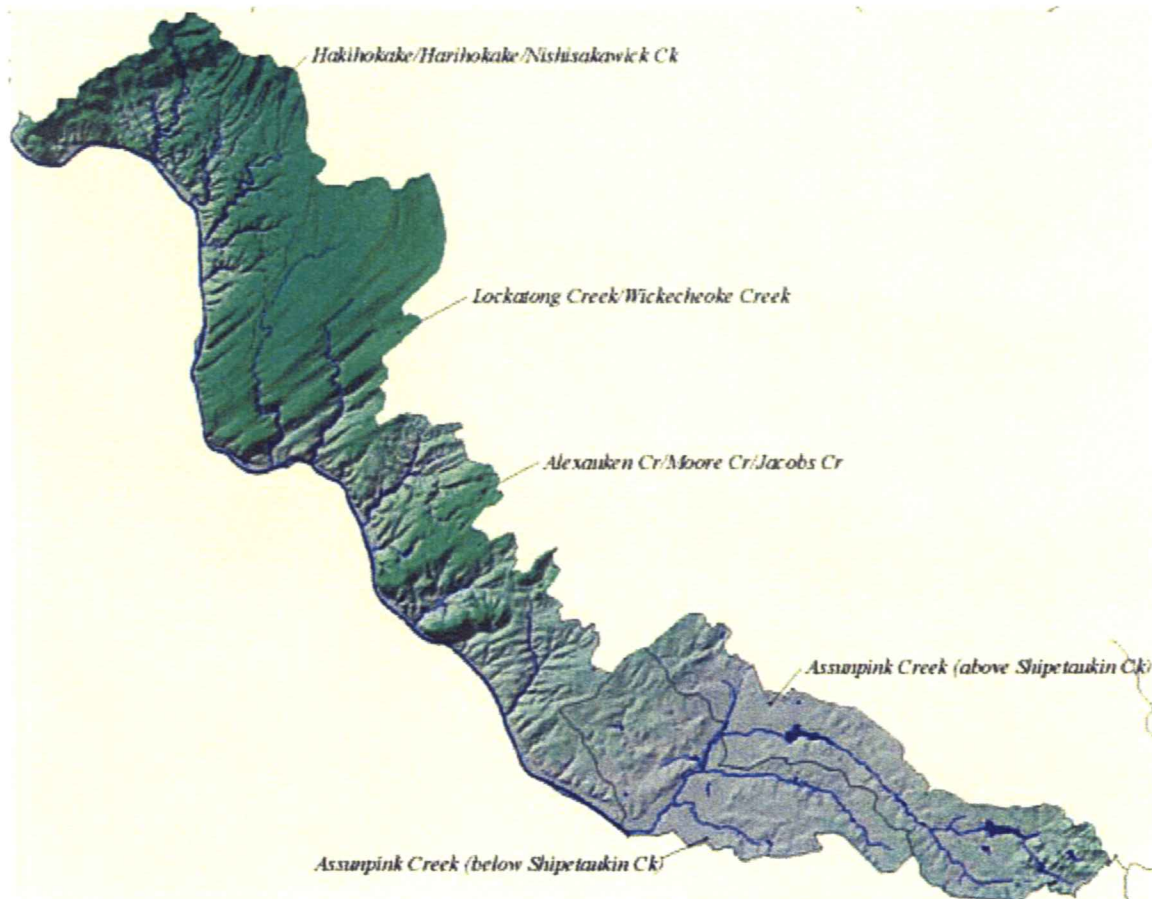 Hakihokake/Harihokake/Nishisakawick Ck
Lockatong Creek/Wickecheoke Creek
Alexauken Cr/Moore Cr/Jacobs Cr
Assunpink Creek (above Shipetaukin Ck)
Assunpink Creek (below Shipetaukin Ck)